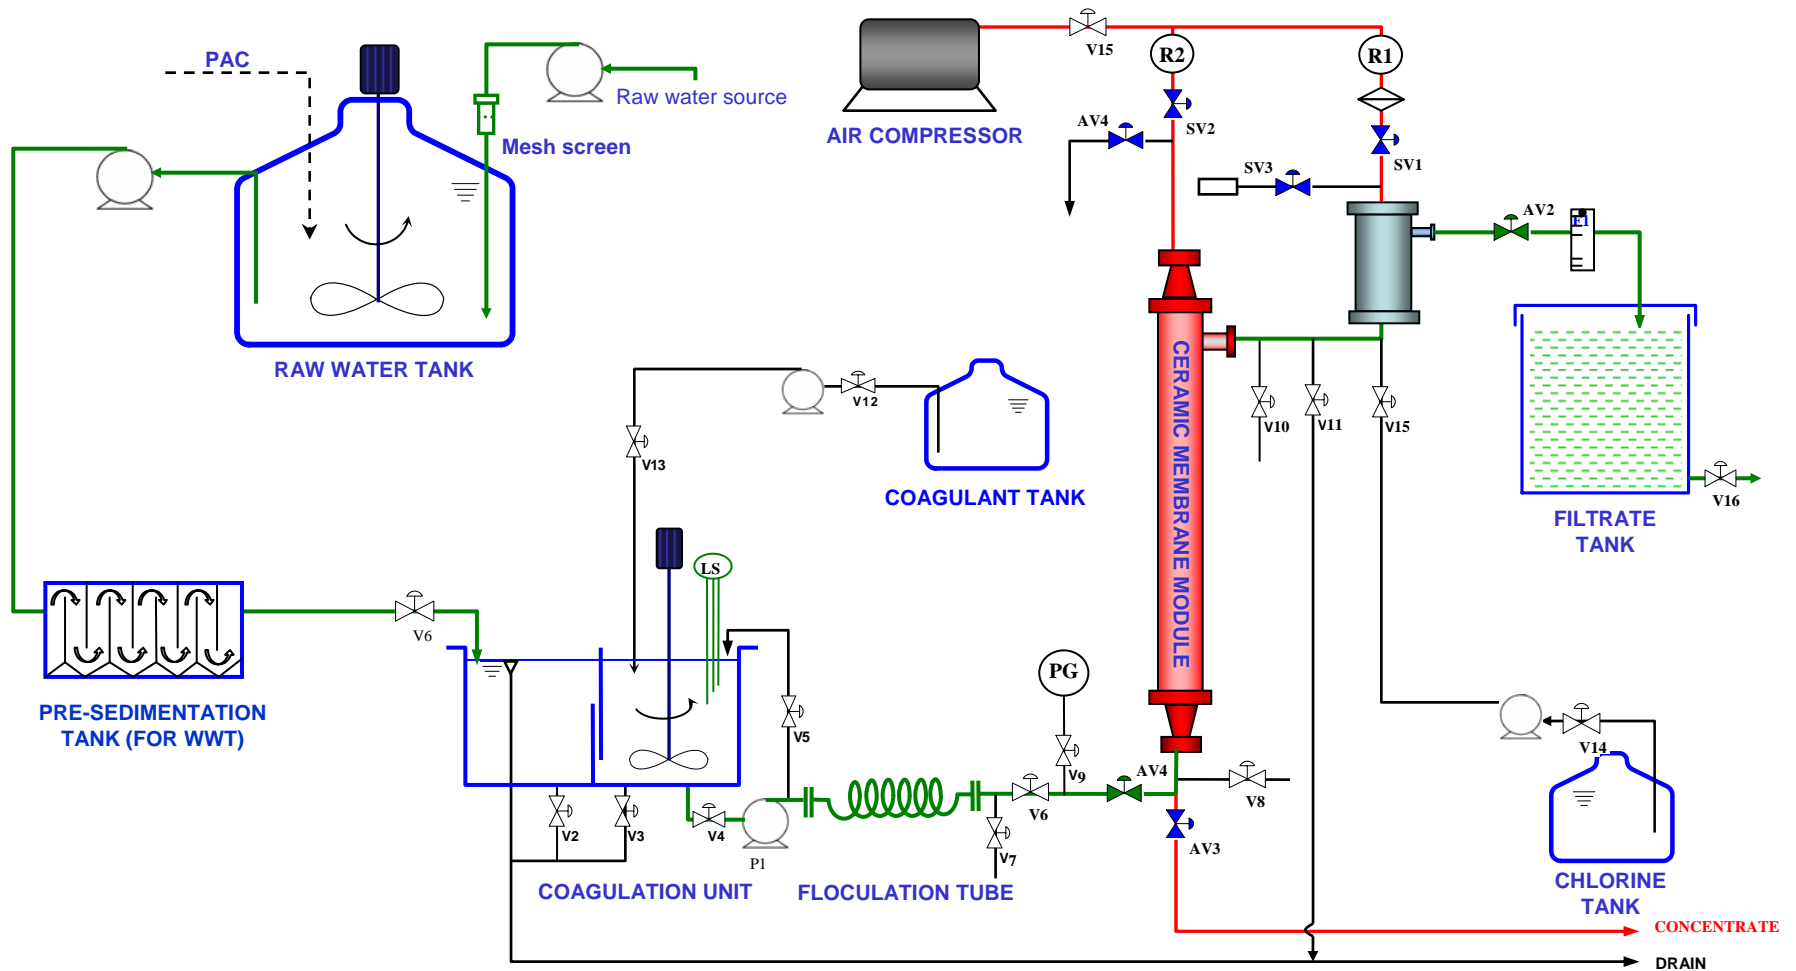 PAC
Raw water source
Mesh screen
RAW WATER TANK
AIR COMPRESSOR
V15
R2
R1
SV2
AV4
SV1
SV3
AV2
F1
CERAMIC MEMBRANE MODULE
V10
V11
V15
V12
V13
COAGULANT TANK
V16
FILTRATE
TANK
LS
V6
PRE-SEDIMENTATION
TANK (FOR WWT)
PG
V5
V9
AV4
V8
V14
V2
V3
V4
P1
V6
V7
AV3
COAGULATION UNIT
FLOCULATION TUBE
CHLORINE
TANK
CONCENTRATE
DRAIN